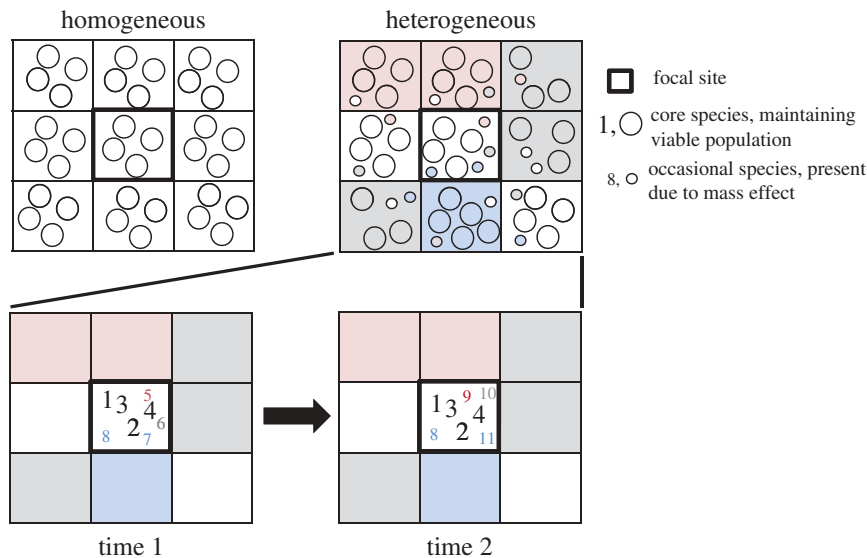 homogeneous
heterogeneous
focal site
1, core species, maintaining
viable population
8, occasional species, present
due to mass effect
1 3 5
4
2 6
8 7
1 3 9 10
4
2
8 11
time 1
time 2